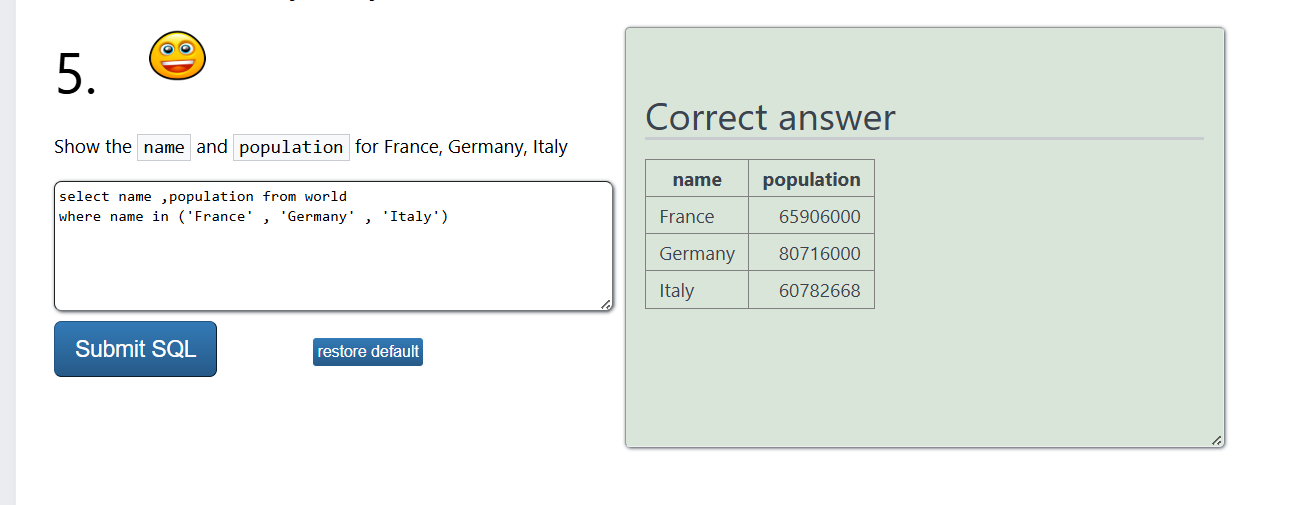 5.
Show the name and population for France, Germany, Italy
select name ,population from world
where name in ('France' , 'Germany' , 'Italy')
Submit SQL
restore default
Correct answer
name population
France 65906000
Germany 80716000
Italy 60782668